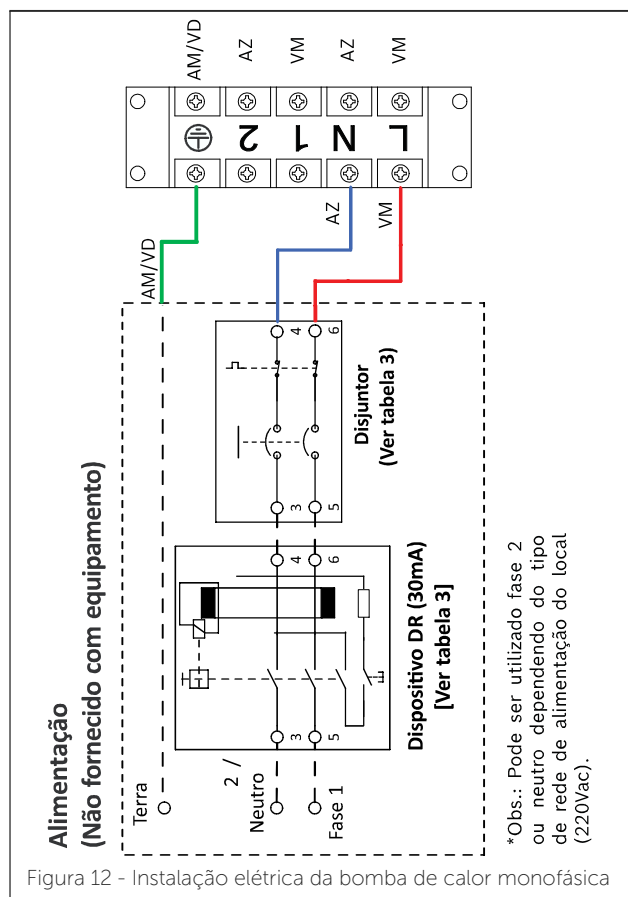 AM/VD
AZ
VM
AZ
VM
2
1
N
L
AZ
VM
AM/VD
Alimentação
(Não fornecido com equipamento)
Terra
2 /
Neutro
Fase 1
3
5
4
6
Dispositivo DR (30mA)
[Ver tabela 3]
3
5
4
6
Disjuntor
(Ver tabela 3)
*Obs.: Pode ser utilizado fase 2
ou neutro dependendo do tipo
de rede de alimentação do local
(220Vac).
Figura 12 - Instalação elétrica da bomba de calor monofásica